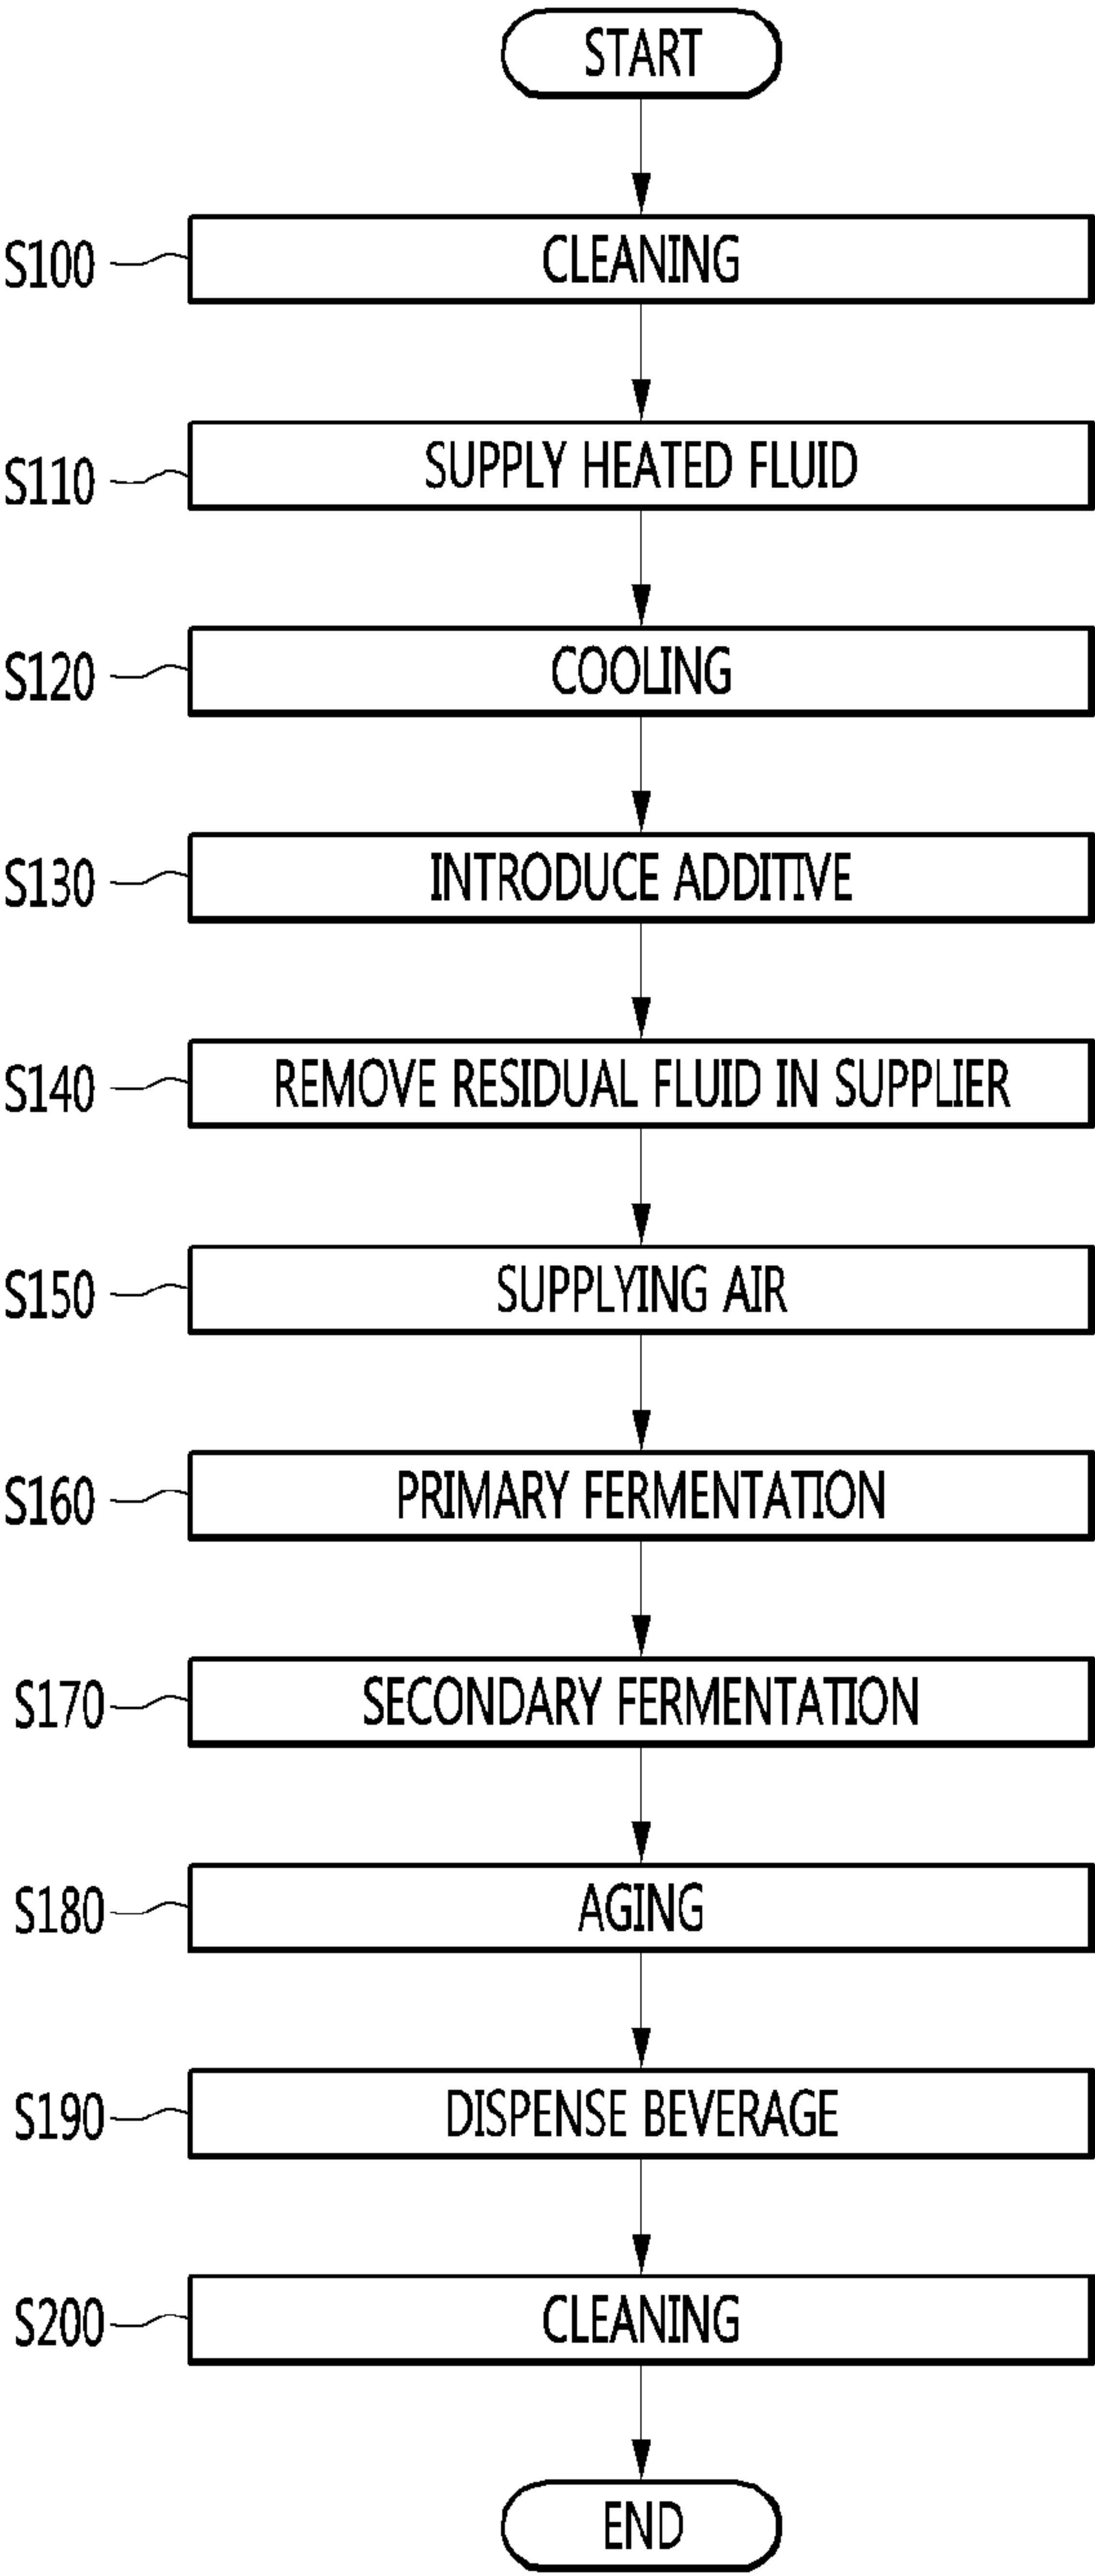 START
S100 CLEANING
S110 SUPPLY HEATED FLUID
S120 COOLING
S130 INTRODUCE ADDITIVE
S140 REMOVE RESIDUAL FLUID IN SUPPLIER
S150 SUPPLYING AIR
S160 PRIMARY FERMENTATION
S170 SECONDARY FERMENTATION
S180 AGING
S190 DISPENSE BEVERAGE
S200 CLEANING
END